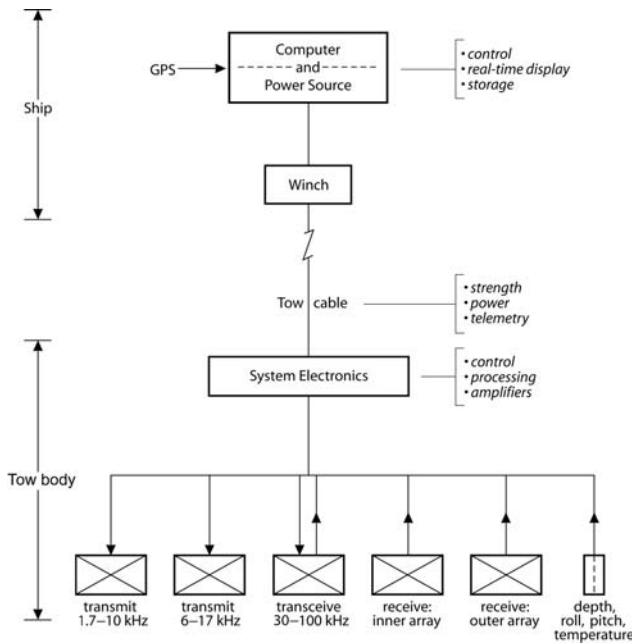 Computer
and
Power Source
GPS
• control
• real-time display
• storage
Ship
Winch
Tow cable
• strength
• power
• telemetry
System Electronics
• control
• processing
• amplifiers
Tow body
transmit
1.7–10 kHz
transmit
6–17 kHz
transceive
30–100 kHz
receive:
inner array
receive:
outer array
depth,
roll, pitch,
temperature